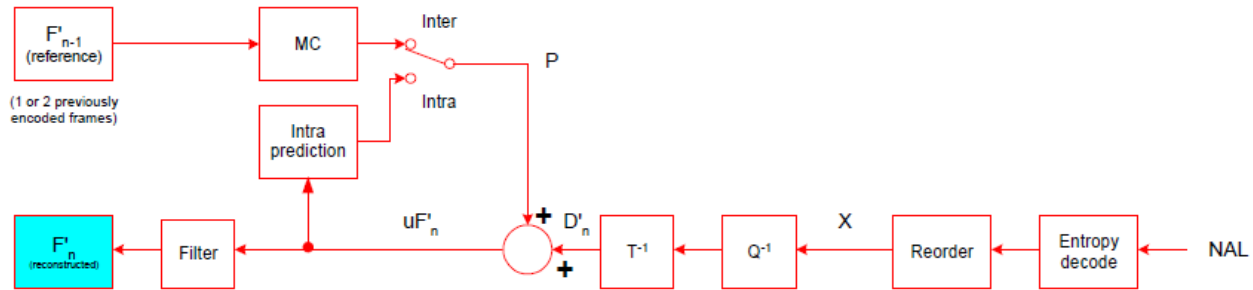 F'n-1
(reference)
(1 or 2 previously
encoded frames)
MC
Inter
Intra
P
Intra
prediction
F'n
(reconstructed)
Filter
uF'n
+
+
D'n
T-1
Q-1
X
Reorder
Entropy
decode
NAL